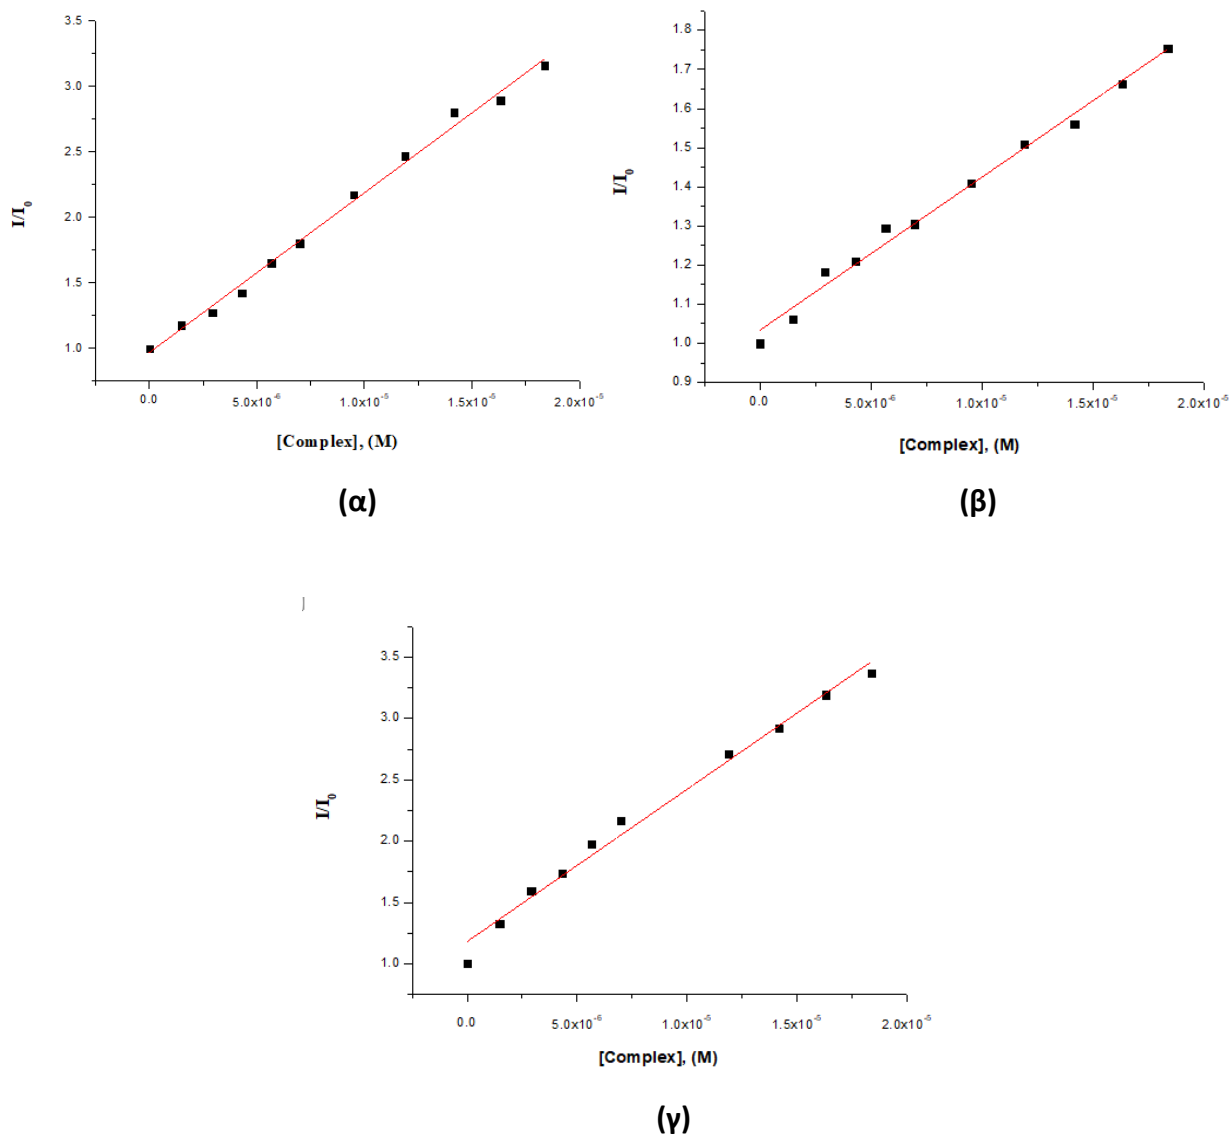 3.5
3.0
2.5
2.0
1.5
1.0
I/I₀
0.0
5.0x10⁻⁶
1.0x10⁻⁵
1.5x10⁻⁵
2.0x10⁻⁵
[Complex], (M)
(α)
1.8
1.7
1.6
1.5
1.4
1.3
1.2
1.1
1.0
0.9
I/I₀
0.0
5.0x10⁻⁶
1.0x10⁻⁵
1.5x10⁻⁵
2.0x10⁻⁵
[Complex], (M)
(β)
3.5
3.0
2.5
2.0
1.5
1.0
I/I₀
0.0
5.0x10⁻⁶
1.0x10⁻⁵
1.5x10⁻⁵
2.0x10⁻⁵
[Complex], (M)
(γ)